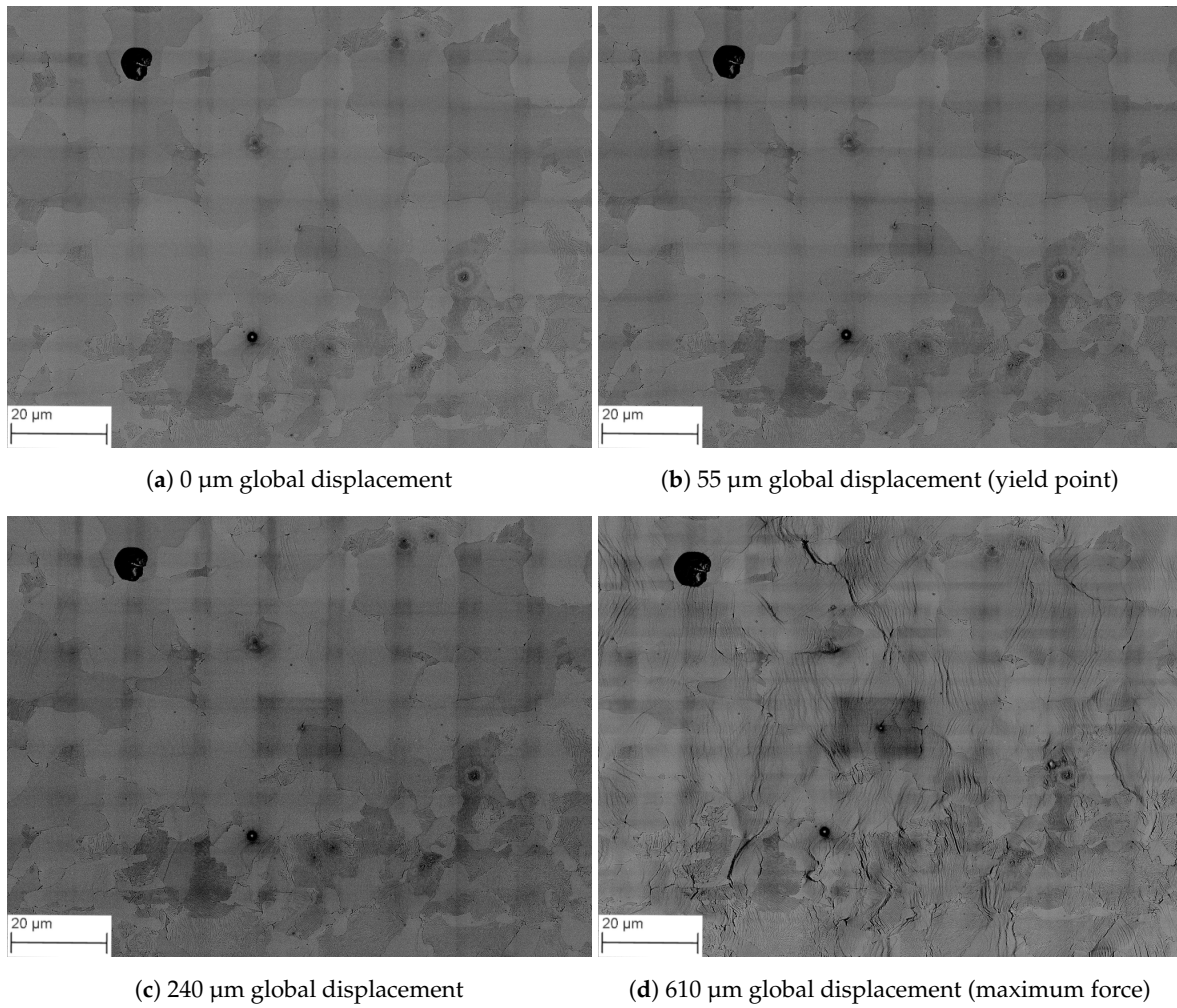 20 µm
20 µm
(a) 0 µm global displacement
(b) 55 µm global displacement (yield point)
20 µm
20 µm
(c) 240 µm global displacement
(d) 610 µm global displacement (maximum force)